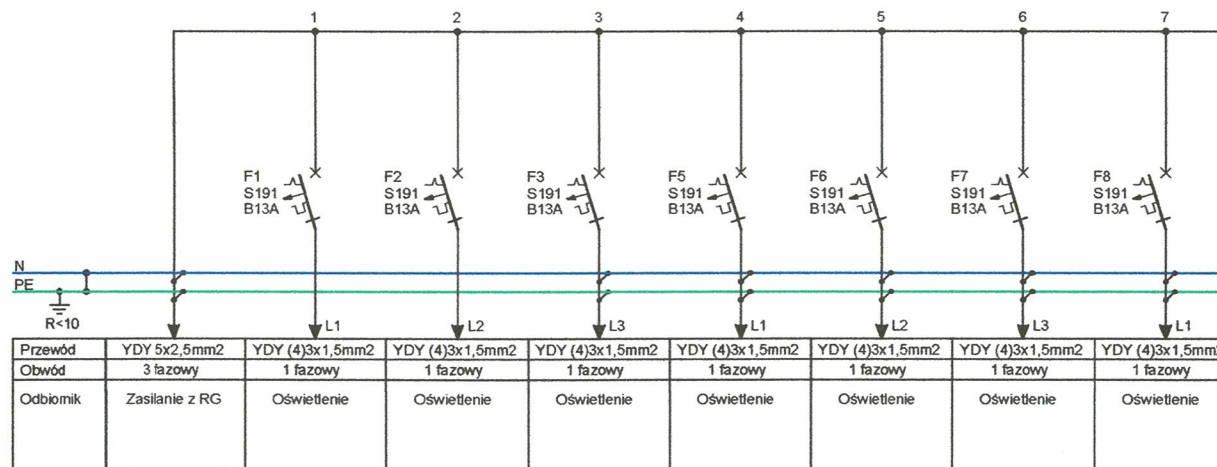 1 2 3 4 5 6 7
F1 F2 F3 F5 F6 F7 F8
S191 S191 S191 S191 S191 S191 S191
B13A B13A B13A B13A B13A B13A B13A
N
PE
R<10 L1 L2 L3 L1 L2 L3 L1
Przewód YDY 5x2,5mm2 YDY (4)3x1,5mm2 YDY (4)3x1,5mm2 YDY (4)3x1,5mm2 YDY (4)3x1,5mm2 YDY (4)3x1,5mm2 YDY (4)3x1,5mm2 YDY (4)3x1,5mm2
Obwód 3 fazowy 1 fazowy 1 fazowy 1 fazowy 1 fazowy 1 fazowy 1 fazowy 1 fazowy
Odbiornik Zasilanie z RG Oświetlenie Oświetlenie Oświetlenie Oświetlenie Oświetlenie Oświetlenie Oświetlenie